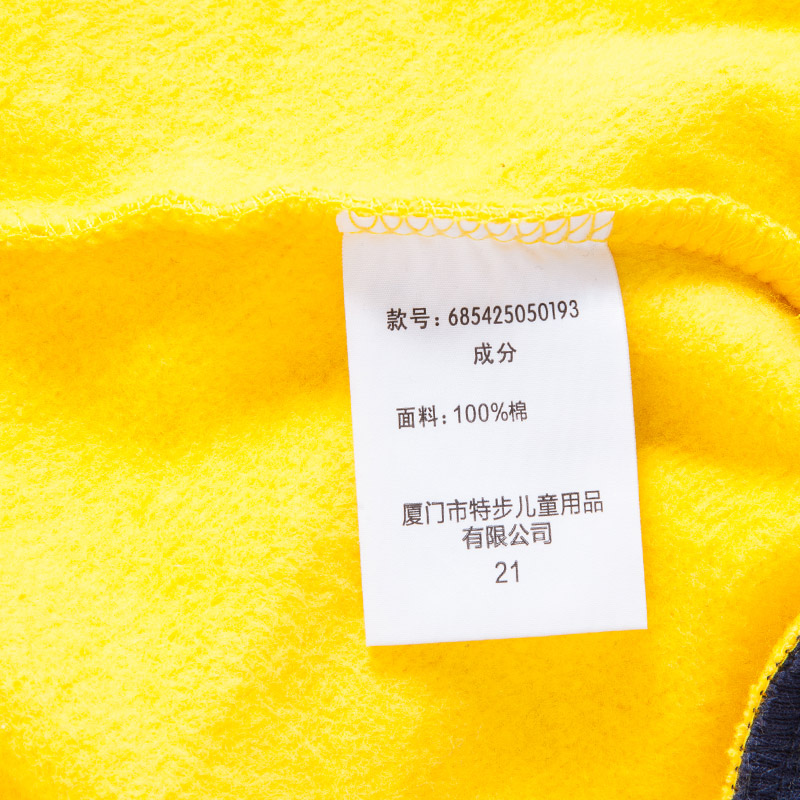 款号：685425050193
成分
面料：100%棉
厦门市特步儿童用品
有限公司
21